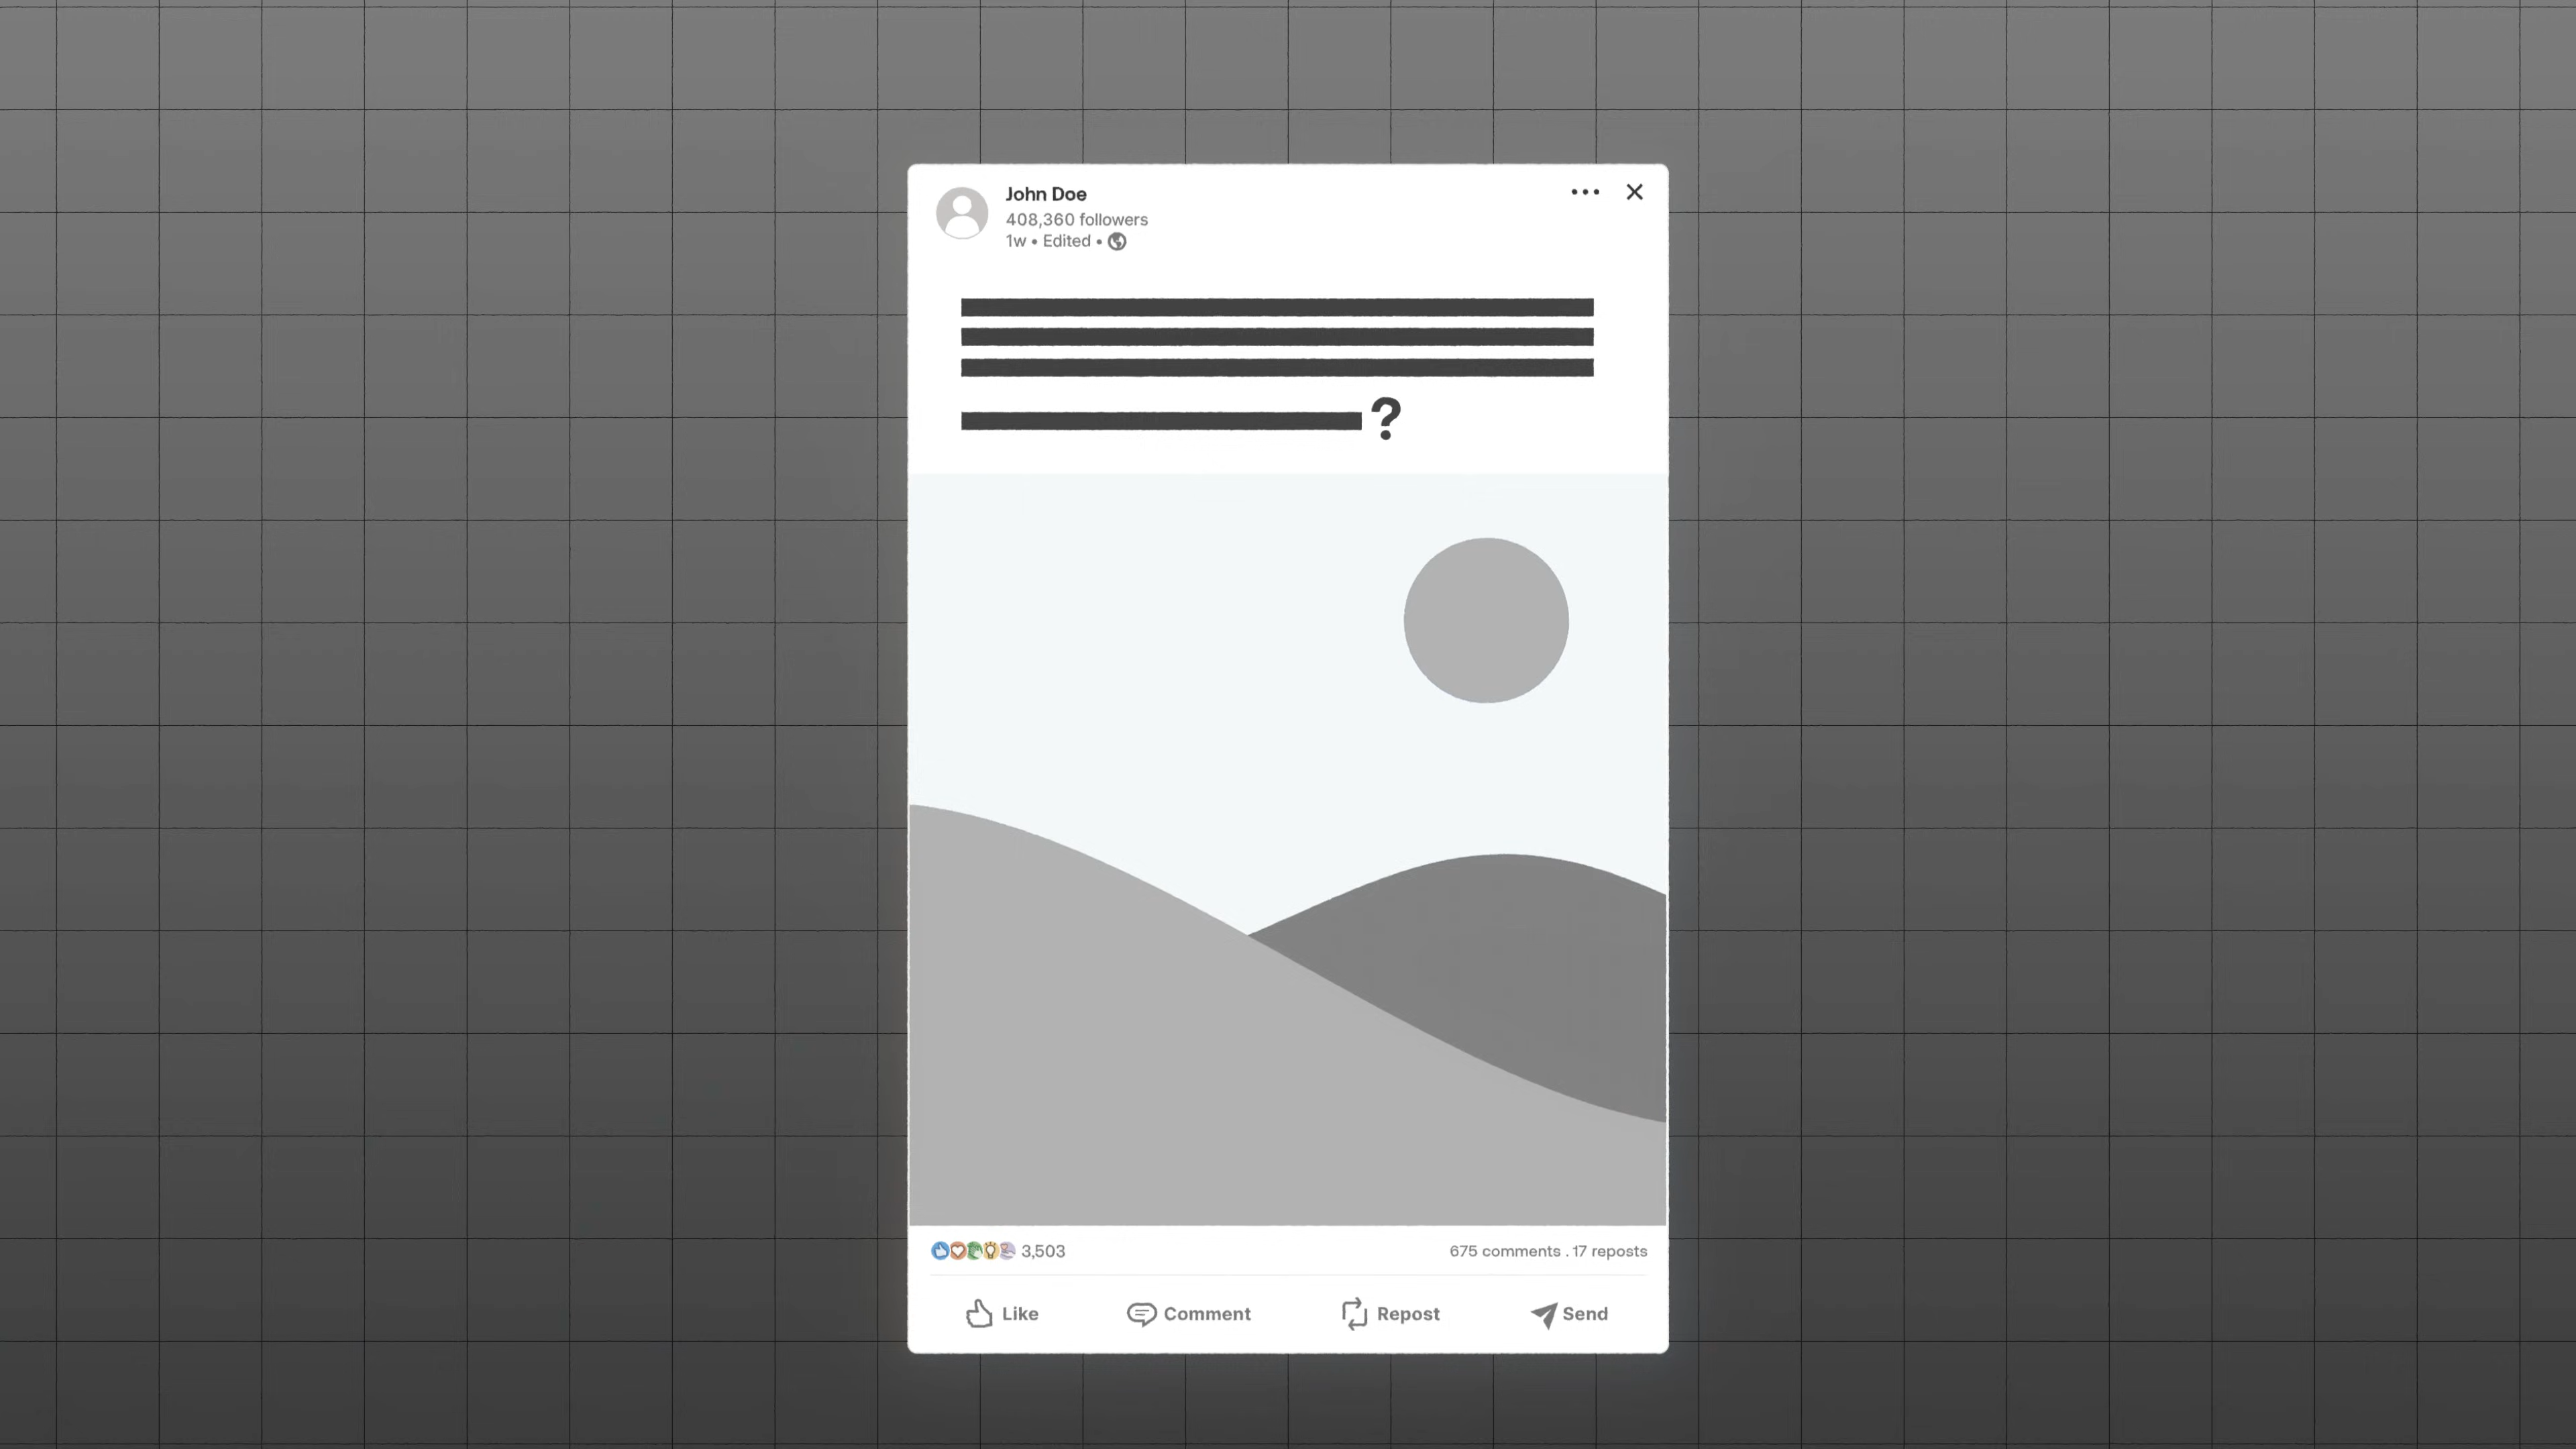 John Doe
408,360 followers
1w • Edited •
?
3,503
675 comments . 17 reposts
Like
Comment
Repost
Send